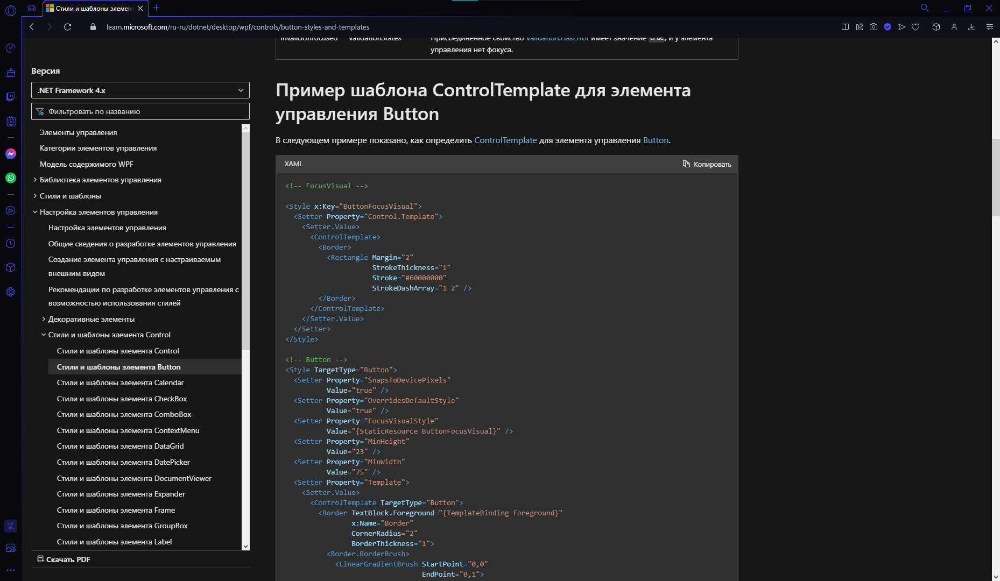 Стили и шаблоны элемен
learn.microsoft.com/ru-ru/dotnet/desktop/wpf/controls/button-styles-and-templates
InvalidUnfocused ValidationStates Присоединенное свойство Validation.HasError имеет значение true, и у элемента
управления нет фокуса.
Версия
.NET Framework 4.x
Фильтровать по названию
Элементы управления
Категории элементов управления
Модель содержимого WPF
Библиотека элементов управления
Стили и шаблоны
Настройка элементов управления
Настройка элементов управления
Общие сведения о разработке элементов управления
Создание элемента управления с настраиваемым
внешним видом
Рекомендации по разработке элементов управления с
возможностью использования стилей
Декоративные элементы
Стили и шаблоны элемента Control
Стили и шаблоны элемента Control
Стили и шаблоны элемента Button
Стили и шаблоны элемента Calendar
Стили и шаблоны элемента CheckBox
Стили и шаблоны элемента ComboBox
Стили и шаблоны элемента ContextMenu
Стили и шаблоны элемента DataGrid
Стили и шаблоны элемента DatePicker
Стили и шаблоны элемента DocumentViewer
Стили и шаблоны элемента Expander
Стили и шаблоны элемента Frame
Стили и шаблоны элемента GroupBox
Стили и шаблоны элемента Label
Скачать PDF
Пример шаблона ControlTemplate для элемента
управления Button
В следующем примере показано, как определить ControlTemplate для элемента управления Button.
XAML
Копировать
<!-- FocusVisual -->
<Style x:Key="ButtonFocusVisual">
<Setter Property="Control.Template">
<Setter.Value>
<ControlTemplate>
<Border>
<Rectangle Margin="2"
StrokeThickness="1"
Stroke="#60000000"
StrokeDashArray="1 2" />
</Border>
</ControlTemplate>
</Setter.Value>
</Setter>
</Style>
<!-- Button -->
<Style TargetType="Button">
<Setter Property="SnapsToDevicePixels"
Value="true" />
<Setter Property="OverridesDefaultStyle"
Value="true" />
<Setter Property="FocusVisualStyle"
Value="{StaticResource ButtonFocusVisual}" />
<Setter Property="MinHeight"
Value="23" />
<Setter Property="MinWidth"
Value="75" />
<Setter Property="Template">
<Setter.Value>
<ControlTemplate TargetType="Button">
<Border TextBlock.Foreground="{TemplateBinding Foreground}"
x:Name="Border"
CornerRadius="2"
BorderThickness="1">
<Border.BorderBrush>
<LinearGradientBrush StartPoint="0,0"
EndPoint="0,1">